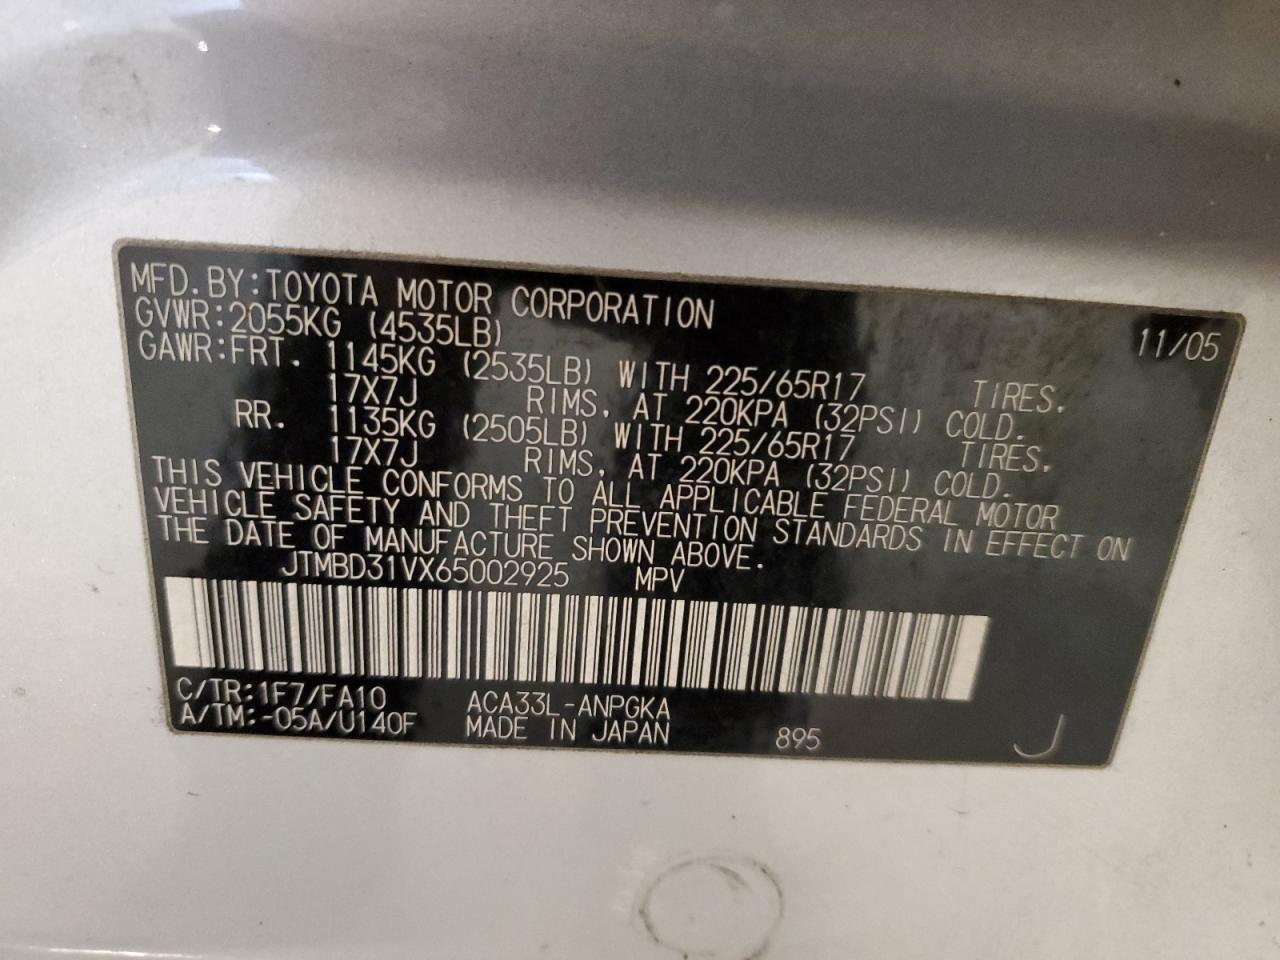 MFD. BY: TOYOTA MOTOR CORPORATION 11/05
GVWR: 2055KG (4535LB)
GAWR: FRT. 1145KG (2535LB) WITH 225/65R17 TIRES.
17X7J RIMS, AT 220KPA (32PSI) COLD.
RR. 1135KG (2505LB) WITH 225/65R17 TIRES.
17X7J RIMS, AT 220KPA (32PSI) COLD.
THIS VEHICLE CONFORMS TO ALL APPLICABLE FEDERAL MOTOR
VEHICLE SAFETY AND THEFT PREVENTION STANDARDS IN EFFECT ON
THE DATE OF MANUFACTURE SHOWN ABOVE.
JTMBD31VX65002925 MPV
C/TR: 1F7/FA10 ACA33L-ANPGKA
A/TM: -05A/U140F MADE IN JAPAN 895 J